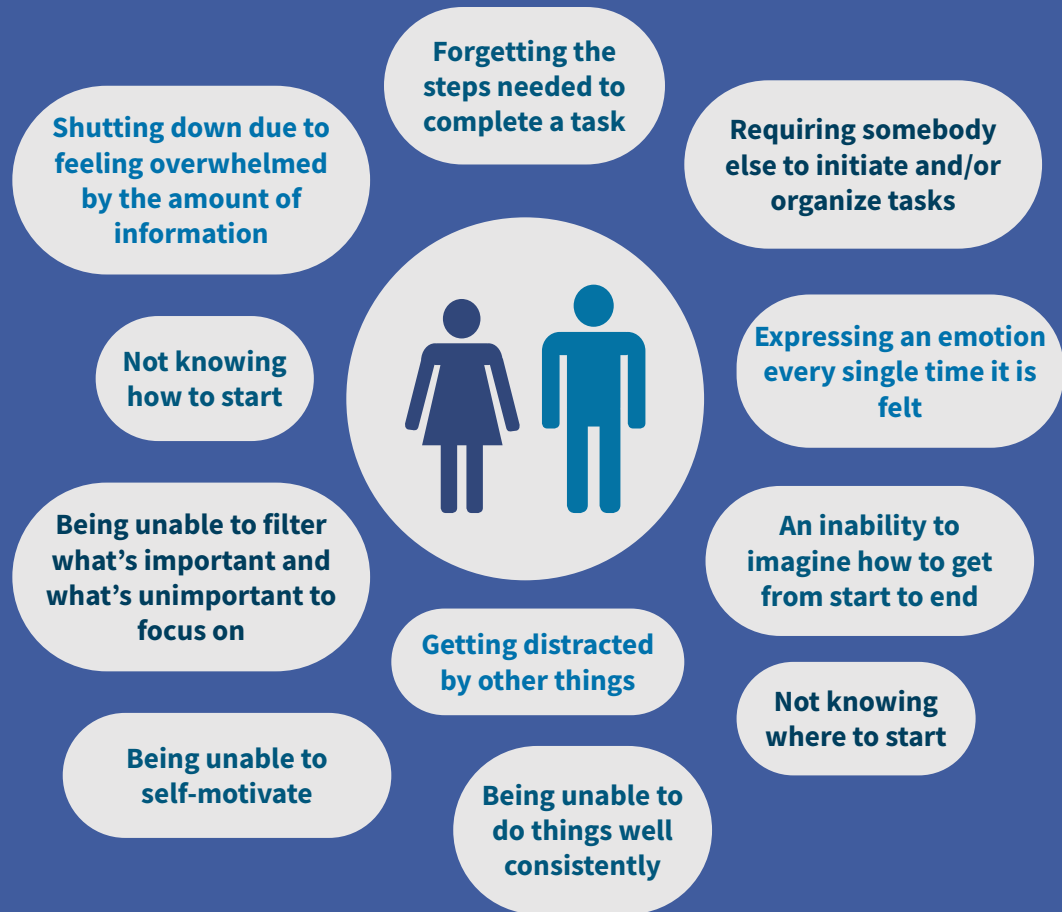 Forgetting the
steps needed to
complete a task
Shutting down due to
feeling overwhelmed
by the amount of
information
Requiring somebody
else to initiate and/or
organize tasks
Not knowing
how to start
Expressing an emotion
every single time it is
felt
Being unable to filter
what's important and
what's unimportant to
focus on
An inability to
imagine how to get
from start to end
Getting distracted
by other things
Not knowing
where to start
Being unable to
self-motivate
Being unable to
do things well
consistently